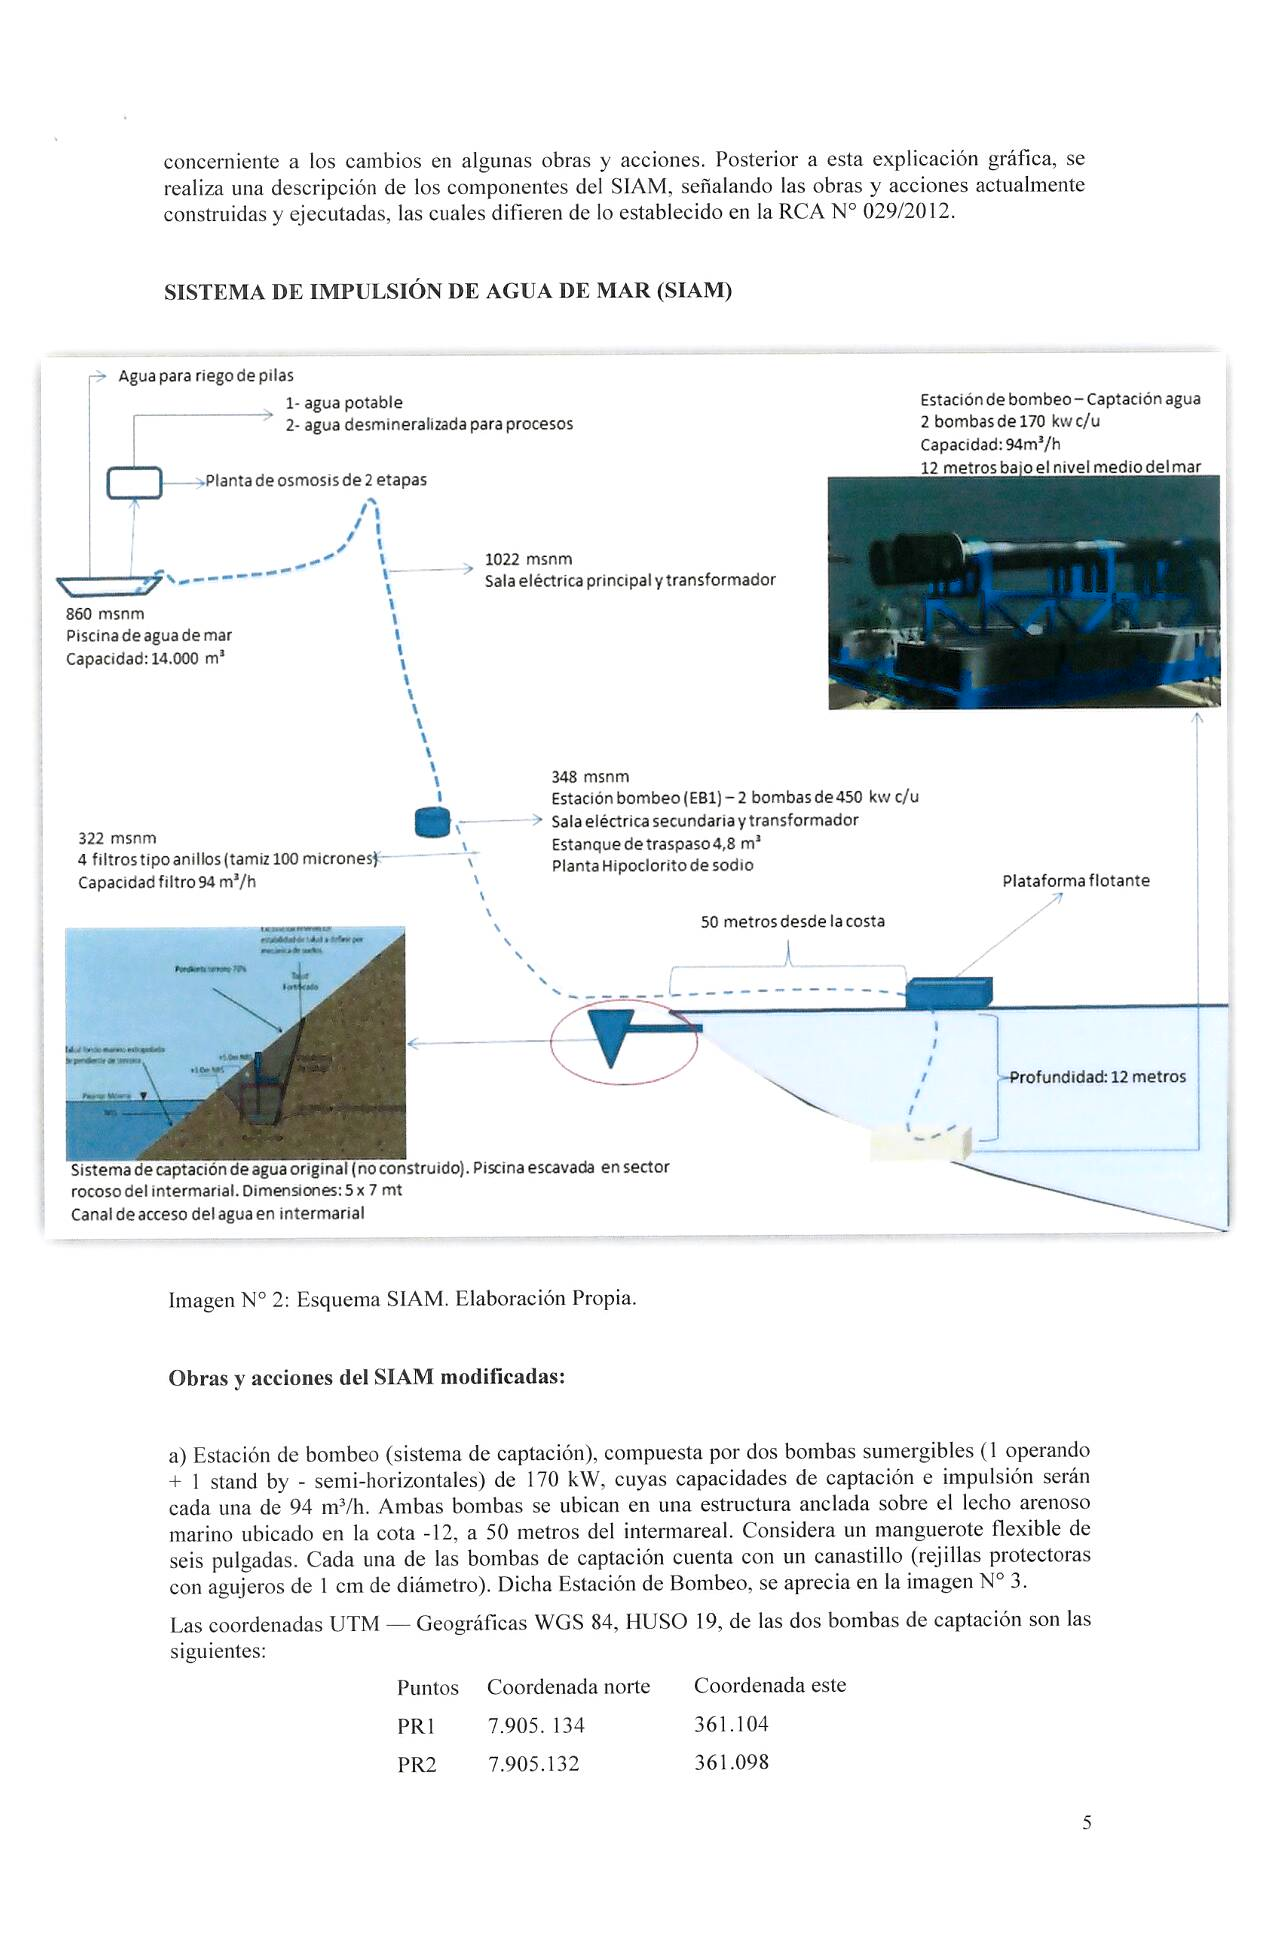 concerniente a los cambios en algunas obras y acciones. Posterior a esta explicación gráfica, se
realiza una descripción de los componentes del SIAM, señalando las obras y acciones actualmente
construidas y ejecutadas, las cuales difieren de lo establecido en la RCA N° 029/2012.
SISTEMA DE IMPULSIÓN DE AGUA DE MAR (SIAM)
Agua para riego de pilas
1- agua potable
2- agua desmineralizada para procesos
Planta de osmosis de 2 etapas
Estación de bombeo – Captación agua
2 bombas de 170 kw c/u
Capacidad: 94m³/h
12 metros bajo el nivel medio del mar
1022 msnm
Sala eléctrica principal y transformador
860 msnm
Piscina de agua de mar
Capacidad: 14.000 m³
348 msnm
Estación bombeo (EB1) – 2 bombas de 450 kw c/u
Sala eléctrica secundaria y transformador
Estanque de traspaso 4,8 m³
Planta Hipoclorito de sodio
322 msnm
4 filtros tipo anillos (tamiz 100 micrones)
Capacidad filtro 94 m³/h
Plataforma flotante
50 metros desde la costa
estabilidad de talud a definir por
mecánica de suelos
Pendiente terreno 70%
Talud
Fortificado
Profundidad: 12 metros
Sistema de captación de agua original (no construido). Piscina escavada en sector
rocoso del intermarial. Dimensiones: 5 x 7 mt
Canal de acceso del agua en intermarial
Imagen N° 2: Esquema SIAM. Elaboración Propia.
Obras y acciones del SIAM modificadas:
a) Estación de bombeo (sistema de captación), compuesta por dos bombas sumergibles (1 operando
+ 1 stand by - semi-horizontales) de 170 kW, cuyas capacidades de captación e impulsión serán
cada una de 94 m³/h. Ambas bombas se ubican en una estructura anclada sobre el lecho arenoso
marino ubicado en la cota -12, a 50 metros del intermareal. Considera un manguerote flexible de
seis pulgadas. Cada una de las bombas de captación cuenta con un canastillo (rejillas protectoras
con agujeros de 1 cm de diámetro). Dicha Estación de Bombeo, se aprecia en la imagen N° 3.
Las coordenadas UTM — Geográficas WGS 84, HUSO 19, de las dos bombas de captación son las
siguientes:
Puntos Coordenada norte Coordenada este
PR1 7.905. 134 361.104
PR2 7.905.132 361.098
5